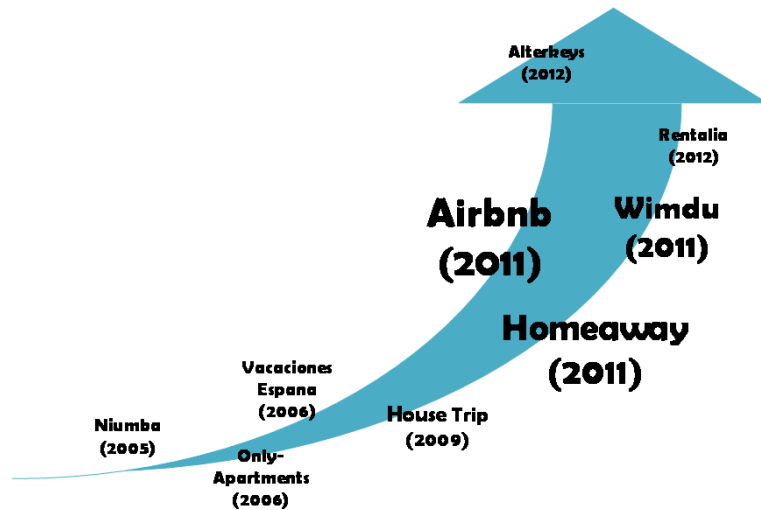 Alterkeys
(2012)
Rentalia
(2012)
Airbnb
(2011)
Wimdu
(2011)
Homeaway
(2011)
Vacaciones
Espana
(2006)
House Trip
(2009)
Niumba
(2005)
Only-
Apartments
(2006)